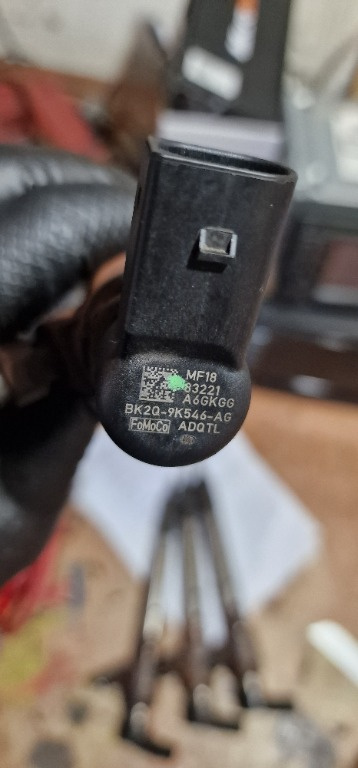 MF18
83221
A6GKGG
BK2Q-9K546-AG
FoMoCo ADQTL